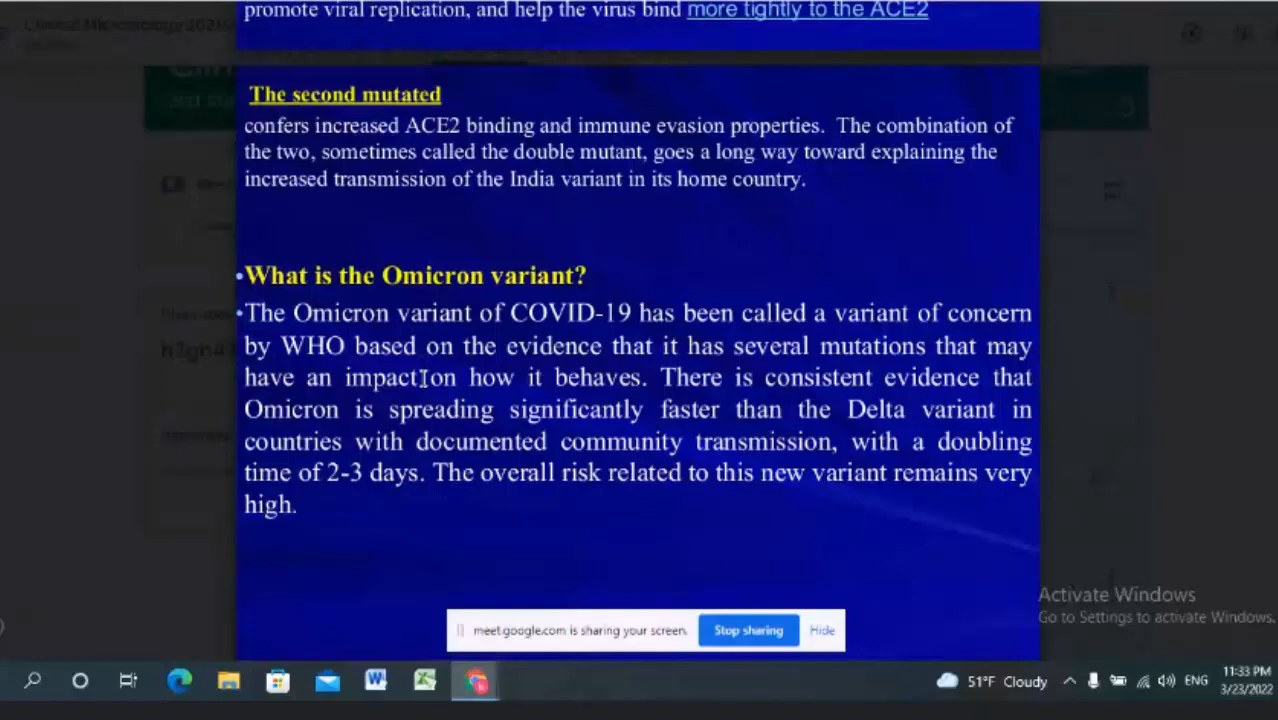 promote viral replication, and help the virus bind more tightly to the ACE2
Clinical Microbiology 2021
The second mutated
confers increased ACE2 binding and immune evasion properties. The combination of
the two, sometimes called the double mutant, goes a long way toward explaining the
increased transmission of the India variant in its home country.
•What is the Omicron variant?
•The Omicron variant of COVID-19 has been called a variant of concern
by WHO based on the evidence that it has several mutations that may
have an impact on how it behaves. There is consistent evidence that
Omicron is spreading significantly faster than the Delta variant in
countries with documented community transmission, with a doubling
time of 2-3 days. The overall risk related to this new variant remains very
high.
Activate Windows
Go to Settings to activate Windows.
meet.google.com is sharing your screen.
Stop sharing
Hide
51°F Cloudy
ENG
11:33 PM
3/23/2022